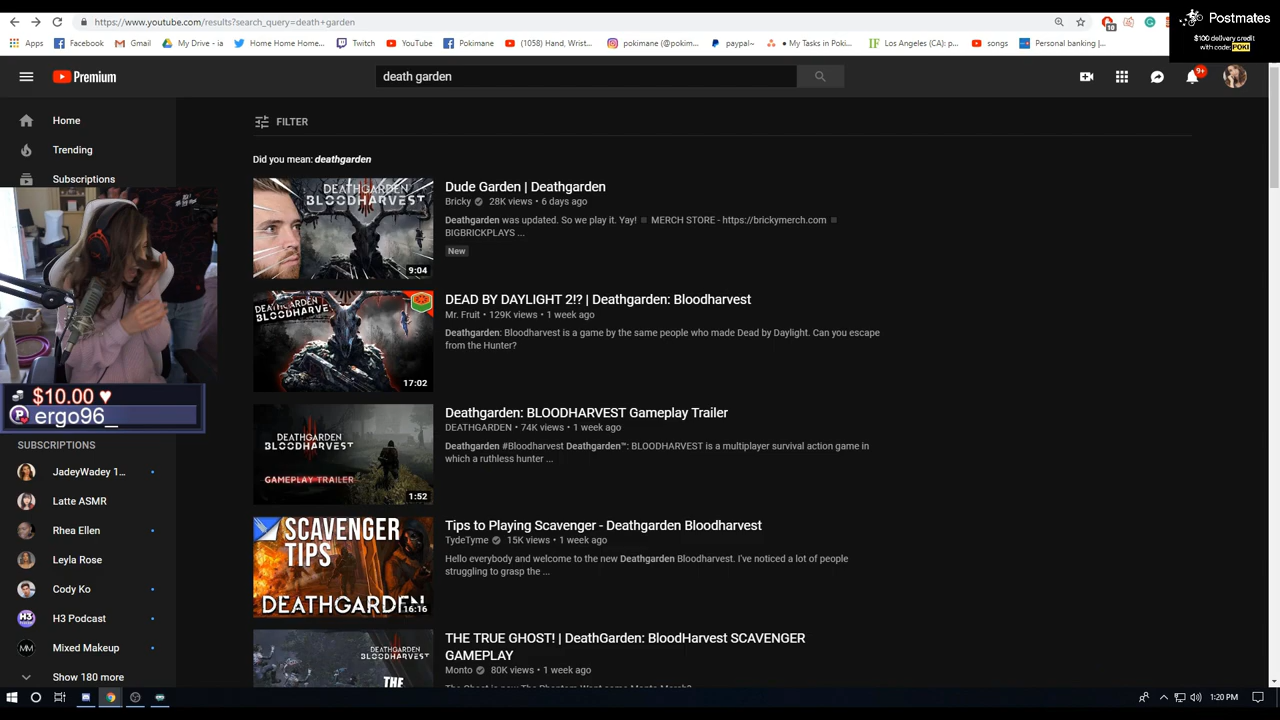 https://www.youtube.com/results?search_query=death+garden
10
Postmates
$100 delivery credit
with code: POKI
Apps Facebook Gmail My Drive - ia Home Home Home... Twitch YouTube Pokimane (1058) Hand, Wrist... pokimane (@pokim... paypal~ • My Tasks in Poki... IF Los Angeles (CA): p... songs Personal banking |...
Premium
death garden
9+
Home
Trending
Subscriptions
FILTER
Did you mean: deathgarden
DEATHGARDEN
BLOODHARVEST
9:04
Dude Garden | Deathgarden
Bricky 28K views • 6 days ago
Deathgarden was updated. So we play it. Yay! MERCH STORE - https://brickymerch.com
BIGBRICKPLAYS ...
New
DEATHGARDEN
17:02
DEAD BY DAYLIGHT 2!? | Deathgarden: Bloodharvest
Mr. Fruit • 129K views • 1 week ago
Deathgarden: Bloodharvest is a game by the same people who made Dead by Daylight. Can you escape
from the Hunter?
$10.00 ♥
ergo96_
DEATHGARDEN
BLOODHARVEST
GAMEPLAY TRAILER
1:52
Deathgarden: BLOODHARVEST Gameplay Trailer
DEATHGARDEN • 74K views • 1 week ago
Deathgarden #Bloodharvest Deathgarden™: BLOODHARVEST is a multiplayer survival action game in
which a ruthless hunter ...
SUBSCRIPTIONS
JadeyWadey 1... •
Latte ASMR
Rhea Ellen •
Leyla Rose
Cody Ko •
H3 Podcast •
MM Mixed Makeup •
Show 180 more
SCAVENGER
TIPS
DEATHGARDEN
16:16
Tips to Playing Scavenger - Deathgarden Bloodharvest
TydeTyme 15K views • 1 week ago
Hello everybody and welcome to the new Deathgarden Bloodharvest. I've noticed a lot of people
struggling to grasp the ...
DEATHGARDEN
BLOODHARVEST
THE
THE TRUE GHOST! | DeathGarden: BloodHarvest SCAVENGER
GAMEPLAY
Monto 80K views • 1 week ago
1:20 PM